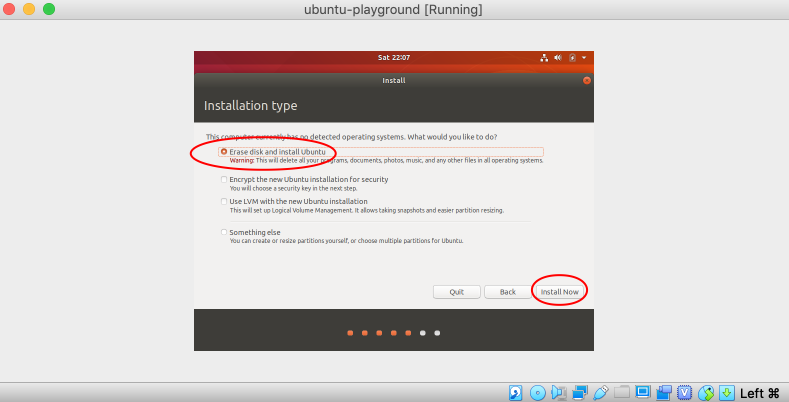 ubuntu-playground [Running]
Sat 22:07
Install
Installation type
This computer currently has no detected operating systems. What would you like to do?
Erase disk and install Ubuntu
Warning: This will delete all your programs, documents, photos, music, and any other files in all operating systems.
Encrypt the new Ubuntu installation for security
You will choose a security key in the next step.
Use LVM with the new Ubuntu installation
This will set up Logical Volume Management. It allows taking snapshots and easier partition resizing.
Something else
You can create or resize partitions yourself, or choose multiple partitions for Ubuntu.
Quit
Back
Install Now
V
Left ⌘